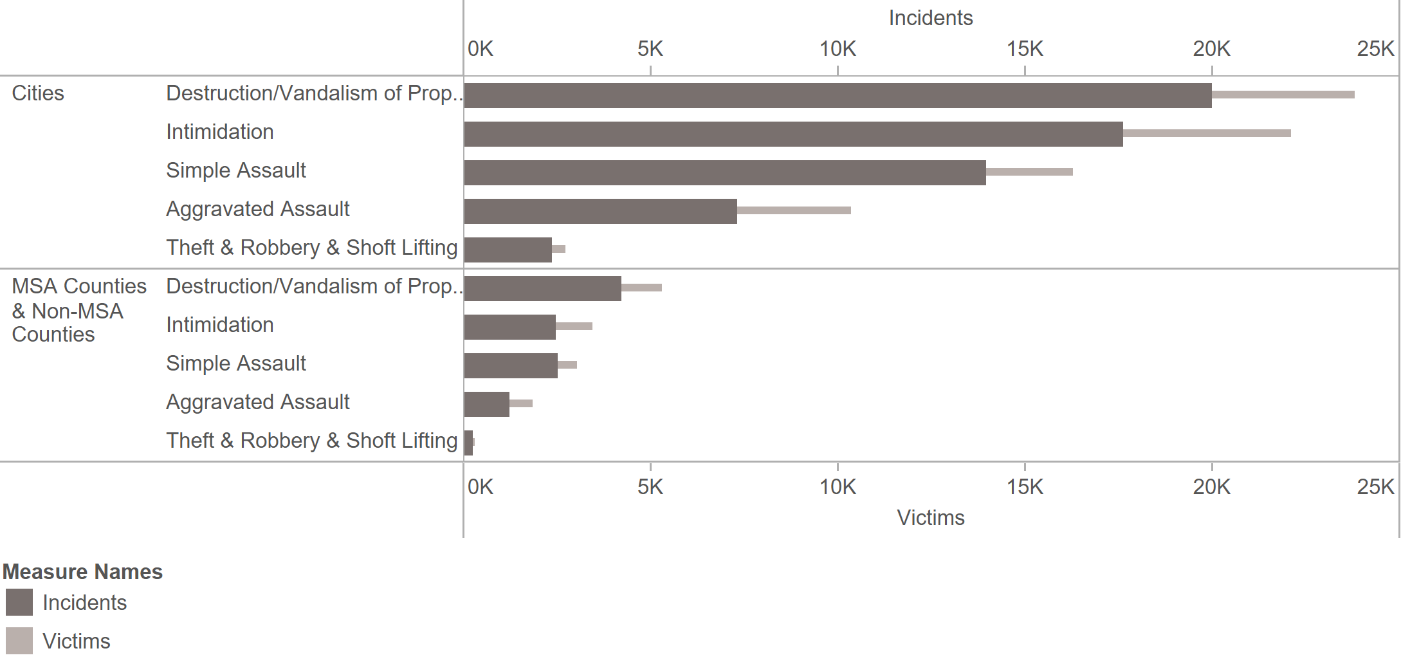 Incidents
0K 5K 10K 15K 20K 25K
Cities
Destruction/Vandalism of Prop..
Intimidation
Simple Assault
Aggravated Assault
Theft & Robbery & Shoft Lifting
MSA Counties
& Non-MSA
Counties
Destruction/Vandalism of Prop..
Intimidation
Simple Assault
Aggravated Assault
Theft & Robbery & Shoft Lifting
0K 5K 10K 15K 20K 25K
Victims
Measure Names
Incidents
Victims